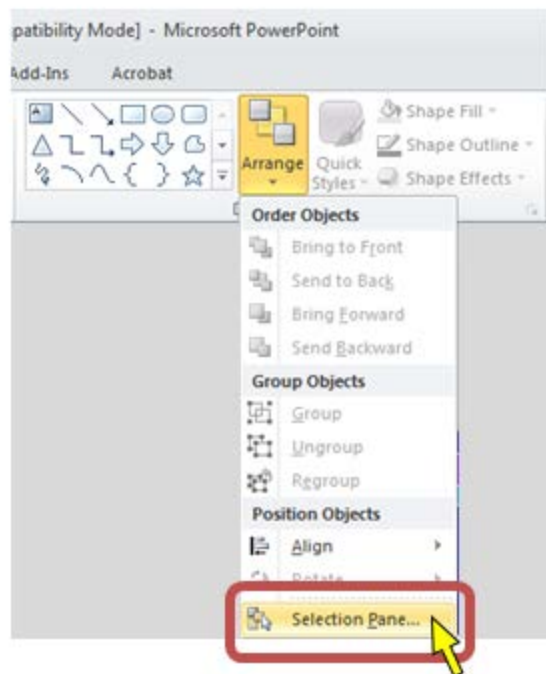 patibility Mode] - Microsoft PowerPoint
Add-Ins Acrobat
Arrange
Quick Styles
Shape Fill
Shape Outline
Shape Effects
Order Objects
Bring to Front
Send to Back
Bring Forward
Send Backward
Group Objects
Group
Ungroup
Regroup
Position Objects
Align
Rotate
Selection Pane...